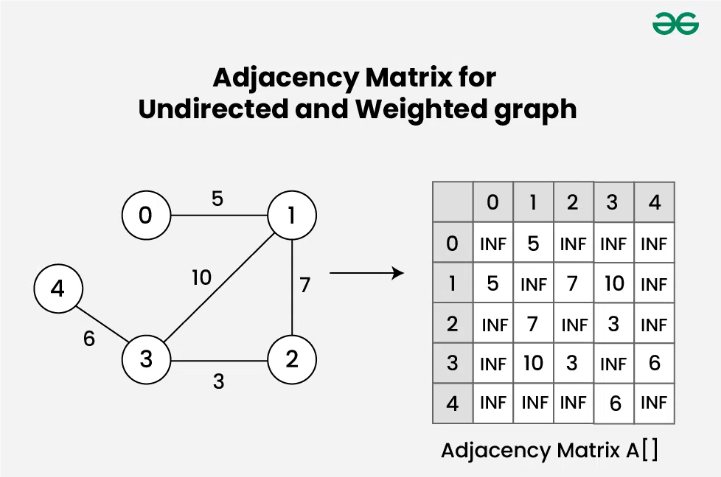 Adjacency Matrix for
Undirected and Weighted graph
0 5 1
10 7
4
6
3 3 2
0 1 2 3 4
0 INF 5 INF INF INF
1 5 INF 7 10 INF
2 INF 7 INF 3 INF
3 INF 10 3 INF 6
4 INF INF INF 6 INF
Adjacency Matrix A[]